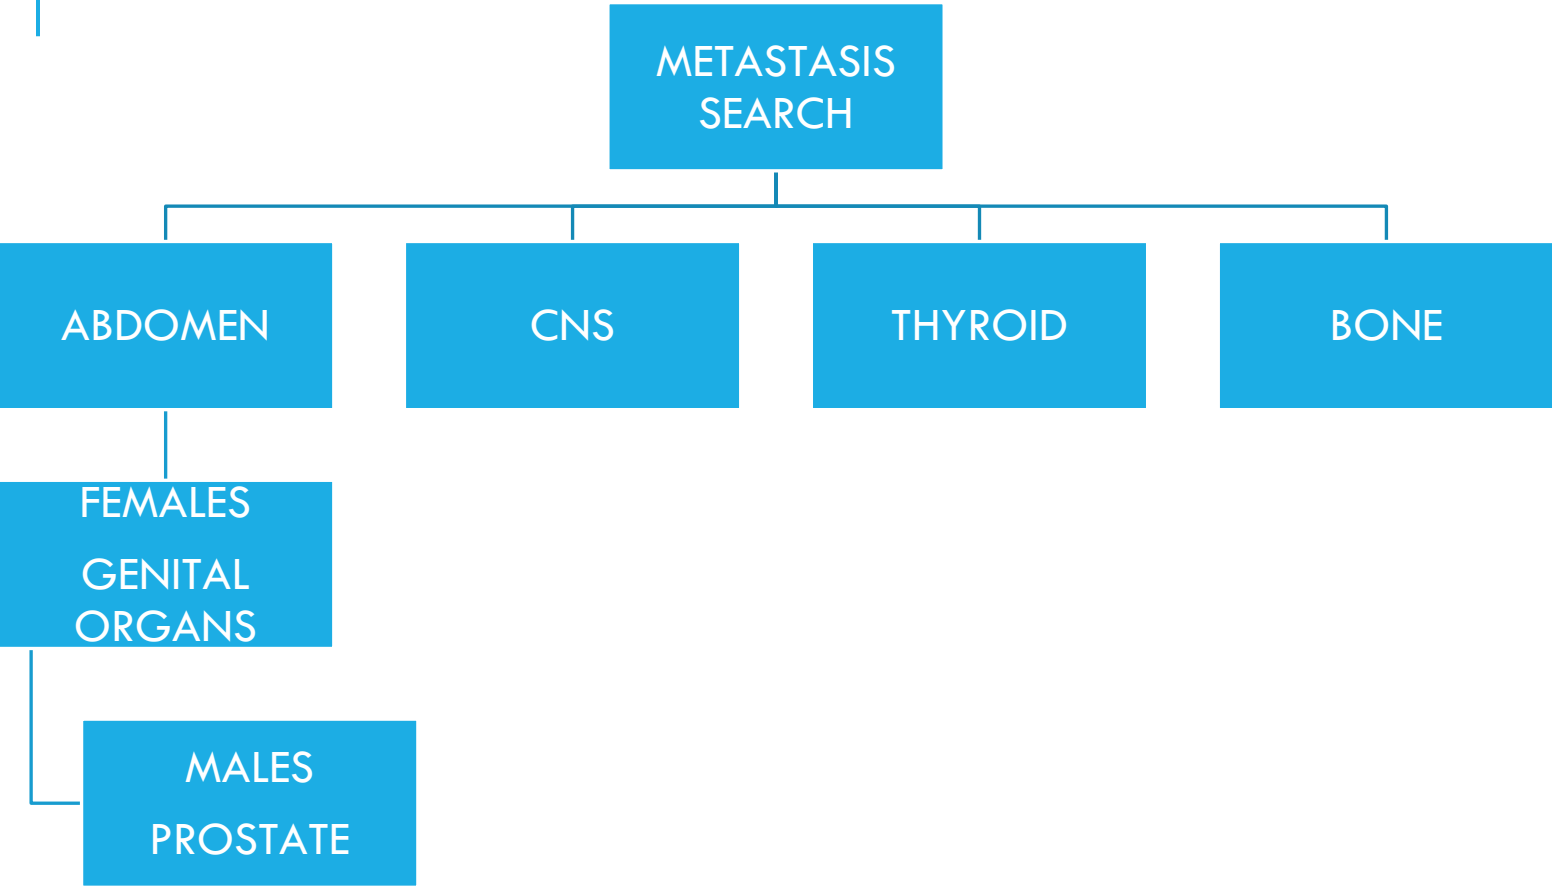 METASTASIS
SEARCH
ABDOMEN
CNS
THYROID
BONE
FEMALES
GENITAL
ORGANS
MALES
PROSTATE